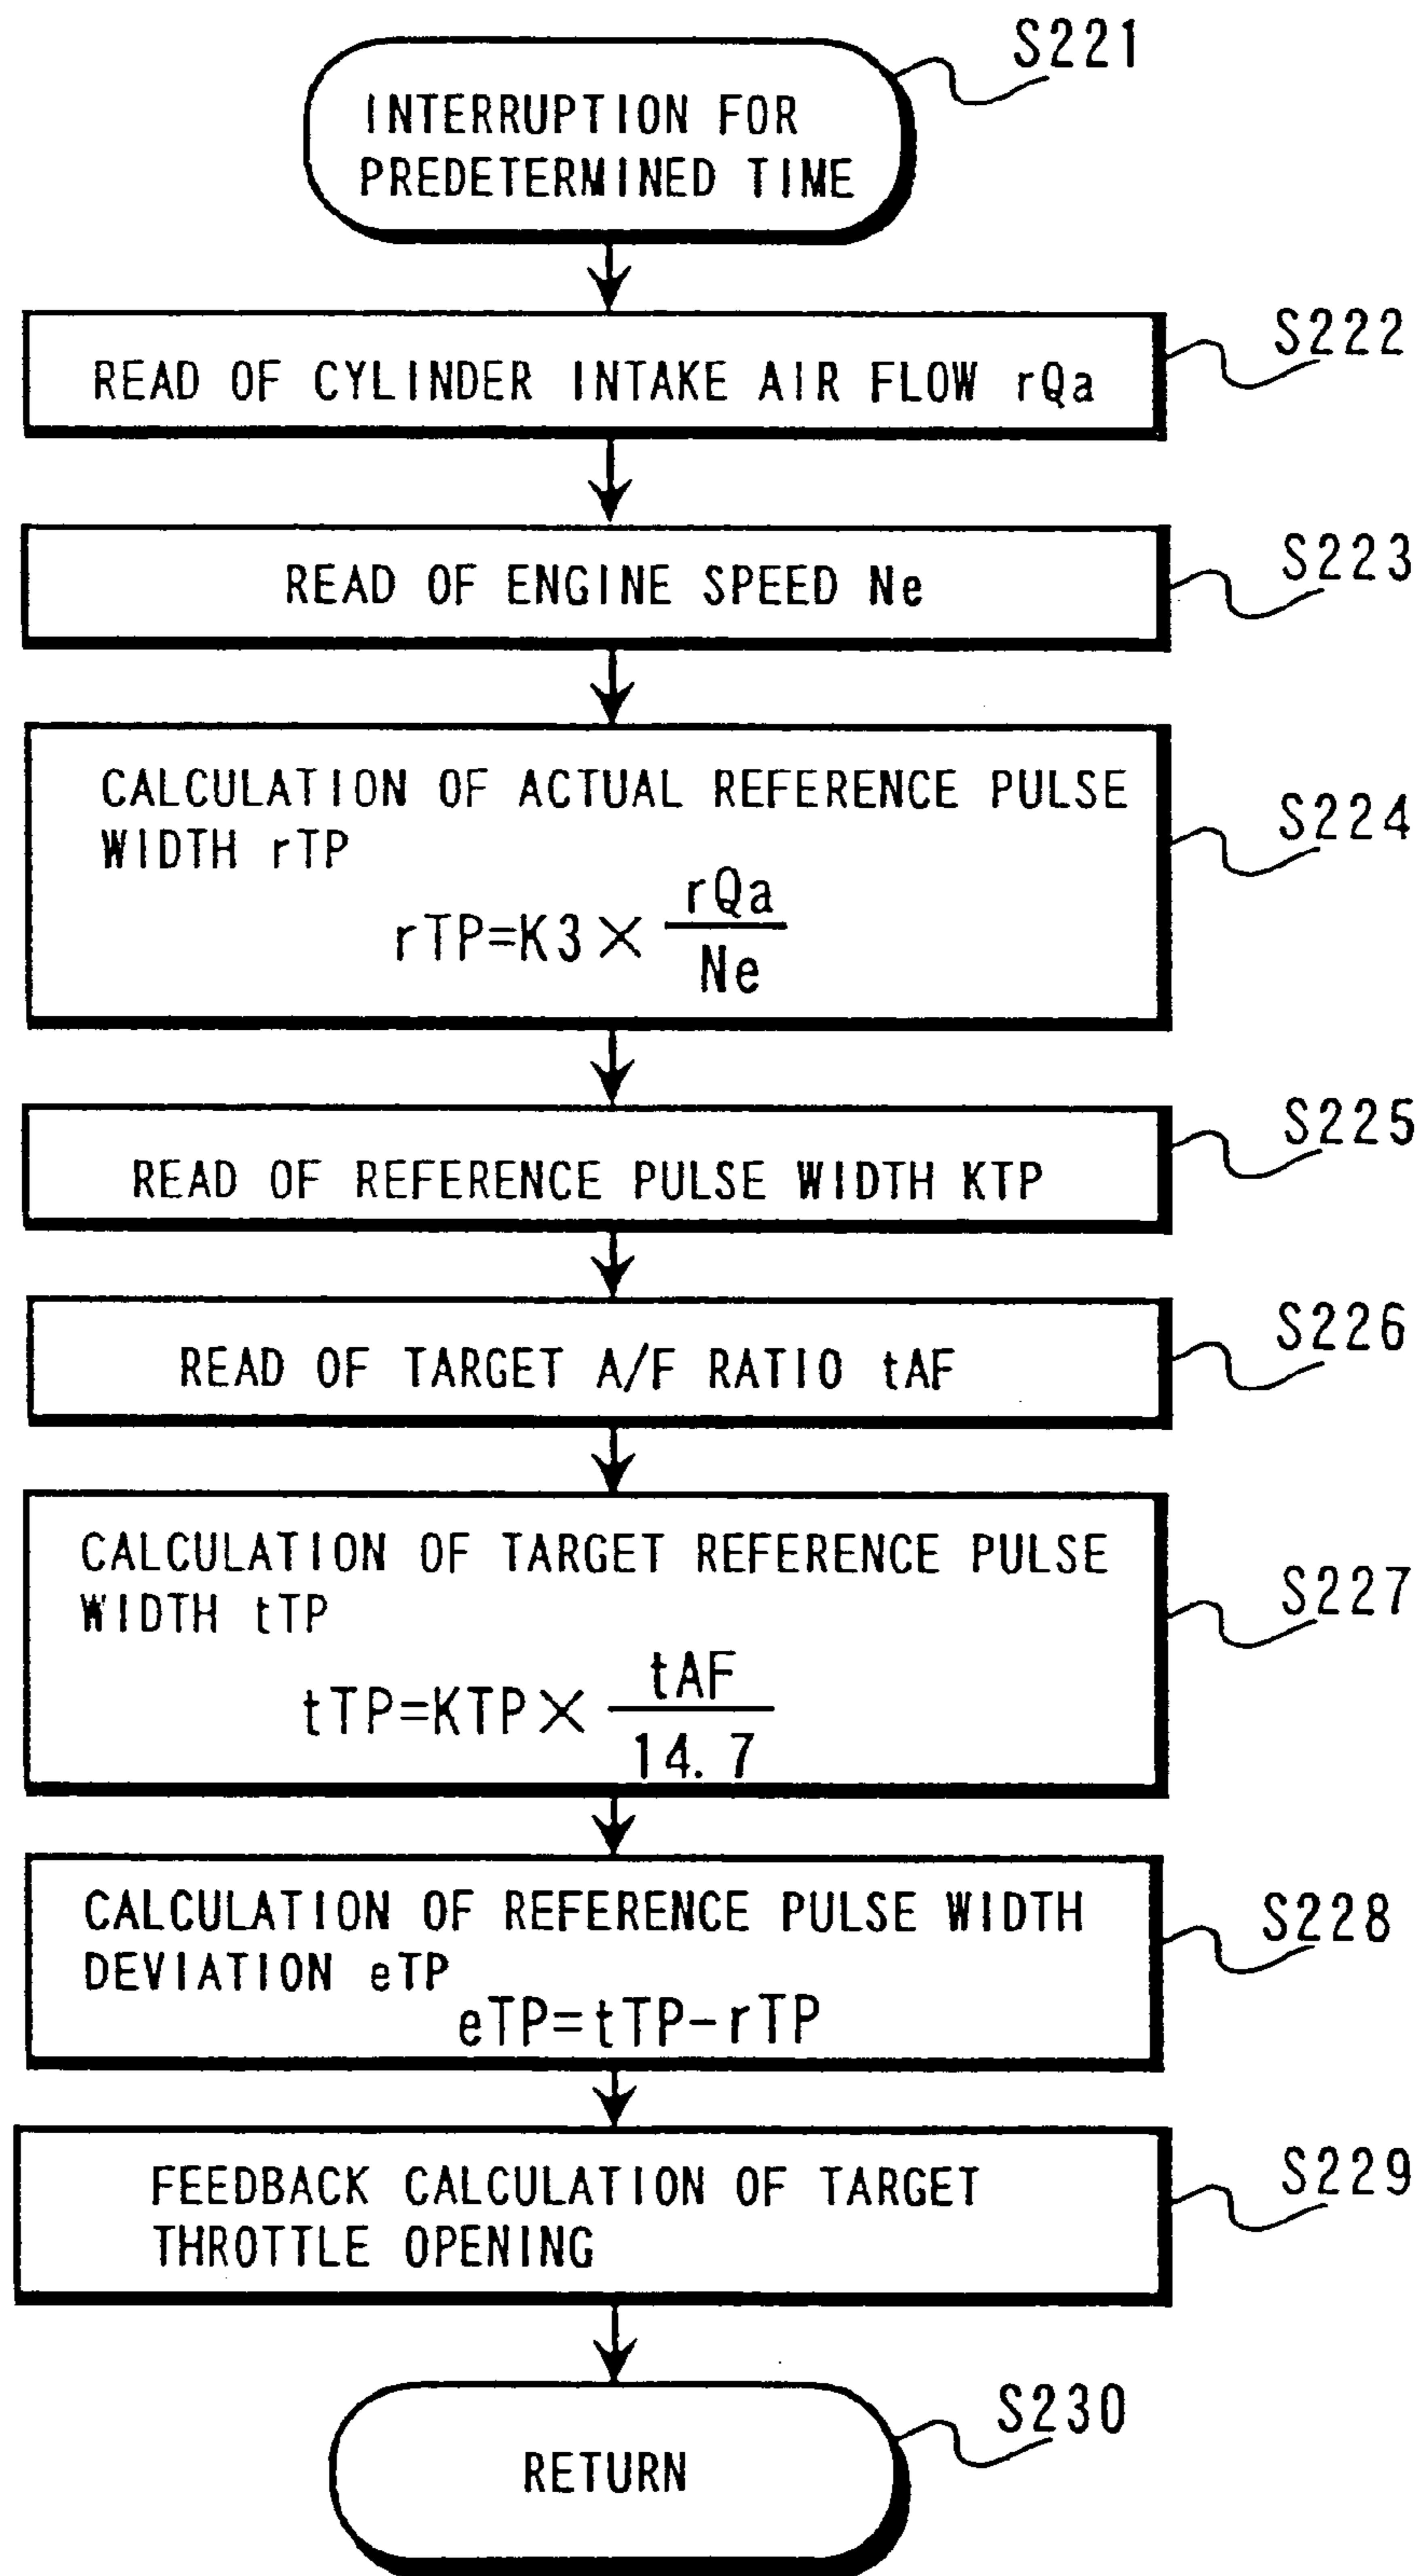 S221
INTERRUPTION FOR
PREDETERMINED TIME
S222
READ OF CYLINDER INTAKE AIR FLOW rQa
S223
READ OF ENGINE SPEED Ne
S224
CALCULATION OF ACTUAL REFERENCE PULSE
WIDTH rTP
rTP=K3× rQa/Ne
S225
READ OF REFERENCE PULSE WIDTH KTP
S226
READ OF TARGET A/F RATIO tAF
S227
CALCULATION OF TARGET REFERENCE PULSE
WIDTH tTP
tTP=KTP× tAF/14.7
S228
CALCULATION OF REFERENCE PULSE WIDTH
DEVIATION eTP
eTP=tTP-rTP
S229
FEEDBACK CALCULATION OF TARGET
THROTTLE OPENING
S230
RETURN